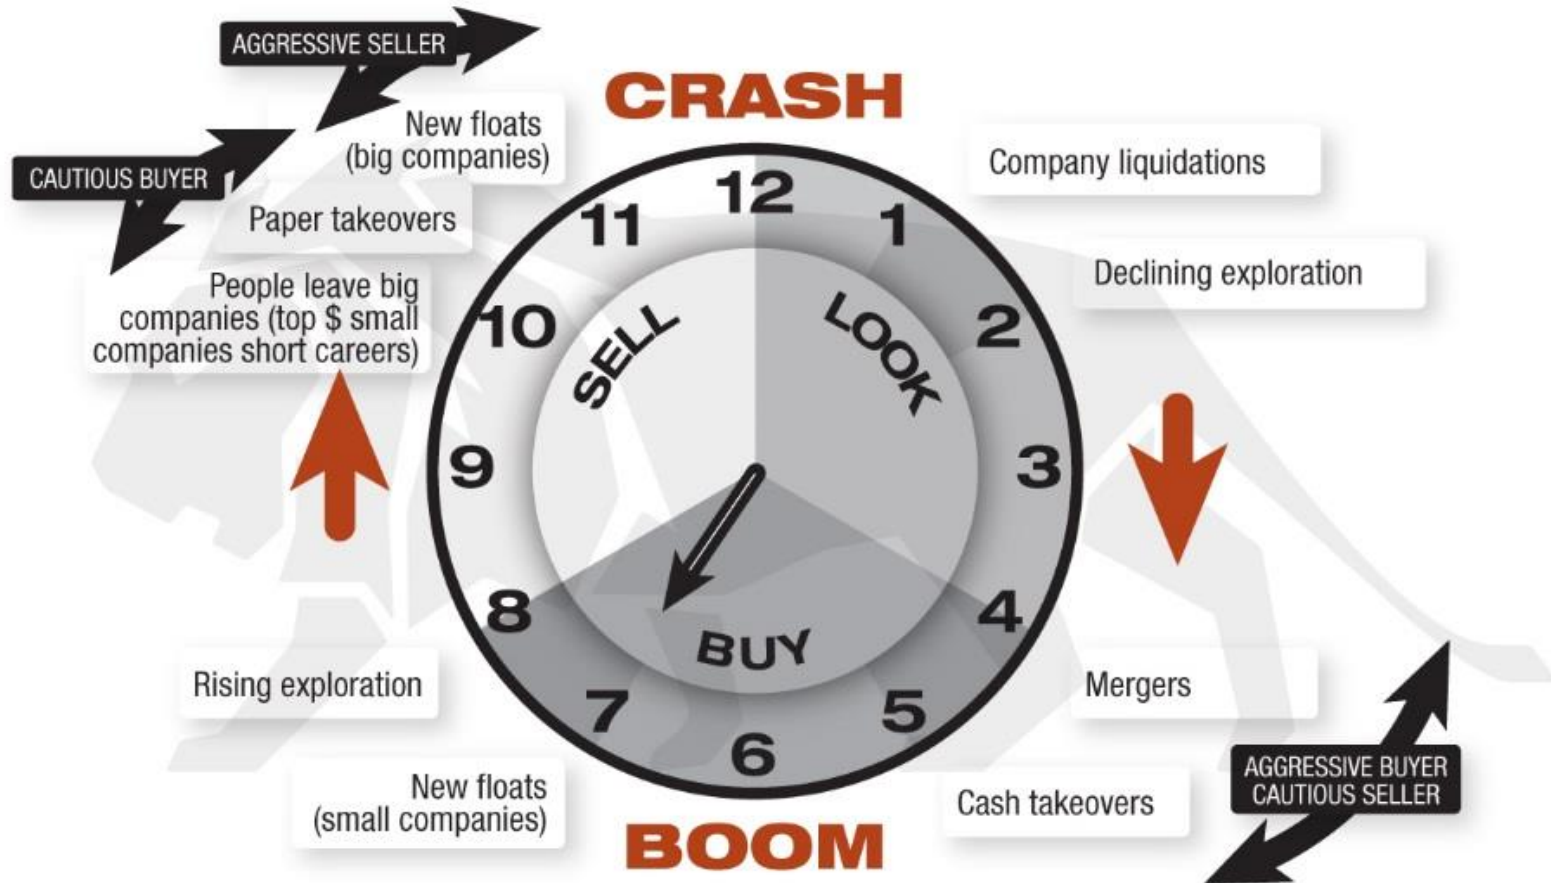 AGGRESSIVE SELLER
CRASH
New floats
(big companies)
Company liquidations
CAUTIOUS BUYER
Paper takeovers
Declining exploration
People leave big
companies (top $ small
companies short careers)
12
1
2
3
4
5
6
7
8
9
10
11
SELL
LOOK
BUY
Rising exploration
Mergers
New floats
(small companies)
Cash takeovers
AGGRESSIVE BUYER
CAUTIOUS SELLER
BOOM